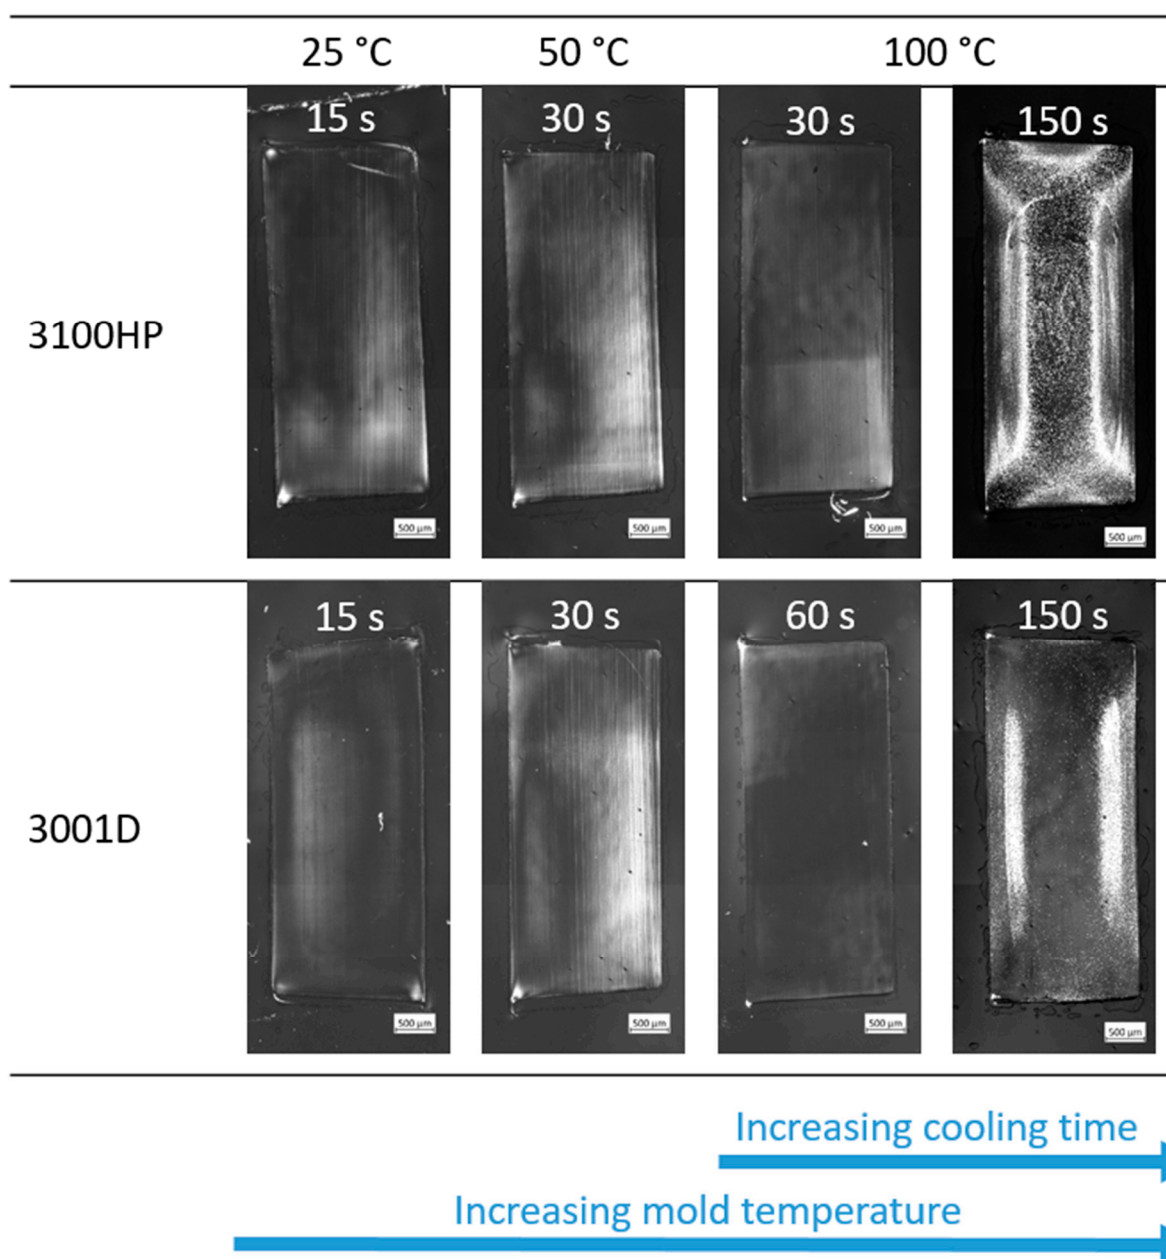 25 °C 50 °C 100 °C
15 s 30 s 30 s 150 s
3100HP
500 µm 500 µm 500 µm 500 µm
15 s 30 s 60 s 150 s
3001D
500 µm 500 µm 500 µm 500 µm
Increasing cooling time
Increasing mold temperature